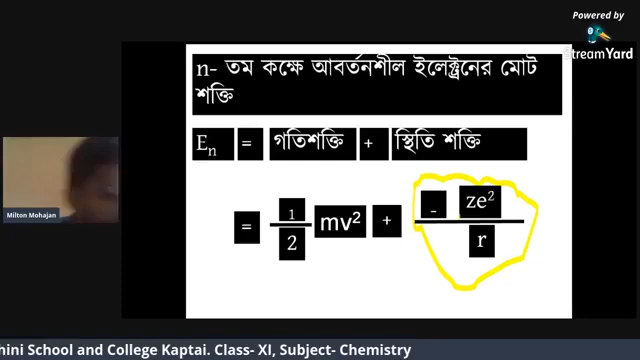 Powered by
StreamYard
n- তম কক্ষে আবর্তনশীল ইলেক্ট্রনের মোট
শক্তি
Eₙ = গতিশক্তি + স্থিতি শক্তি
= 1/2 mv² + - ze²/r
Milton Mohajan
hini School and College Kaptai. Class- XI, Subject- Chemistry